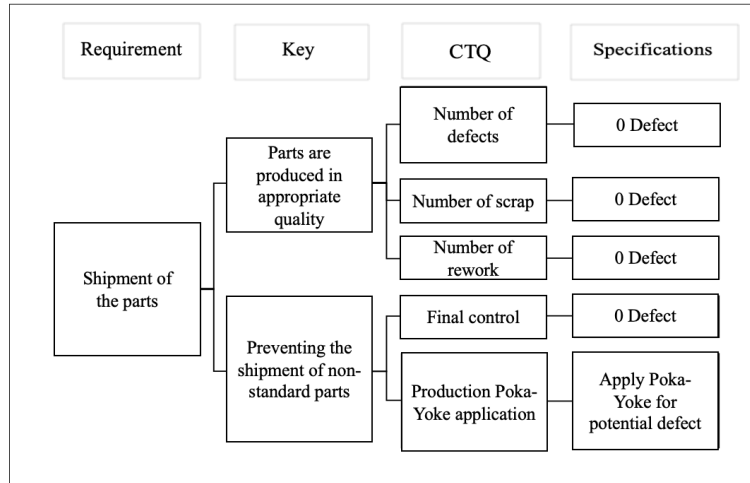 Requirement
Key
CTQ
Specifications
Shipment of
the parts
Parts are
produced in
appropriate
quality
Number of
defects
0 Defect
Number of scrap
0 Defect
Number of
rework
0 Defect
Preventing the
shipment of non-
standard parts
Final control
0 Defect
Production Poka-
Yoke application
Apply Poka-
Yoke for
potential defect